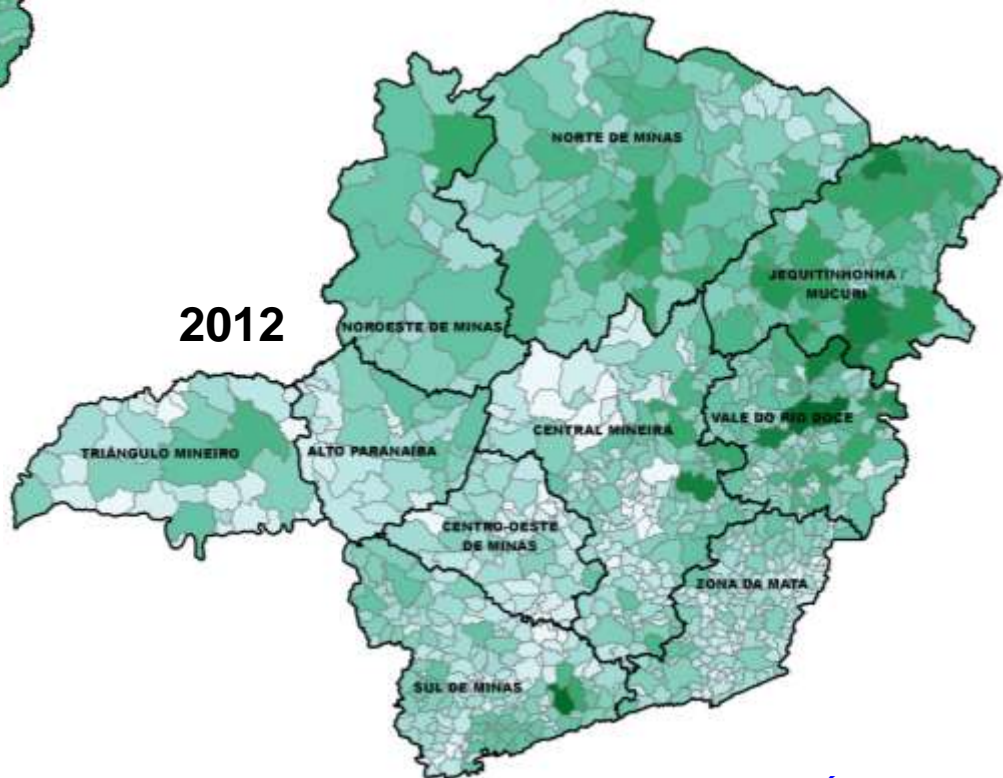 NORTE DE MINAS
JEQUITINHONHA /
MUCURI
2012
NOROESTE DE MINAS
VALE DO RIO DOCE
CENTRAL MINEIRA
TRIÂNGULO MINEIRO
ALTO PARANAÍBA
CENTRO-OESTE
DE MINAS
ZONA DA MATA
SUL DE MINAS